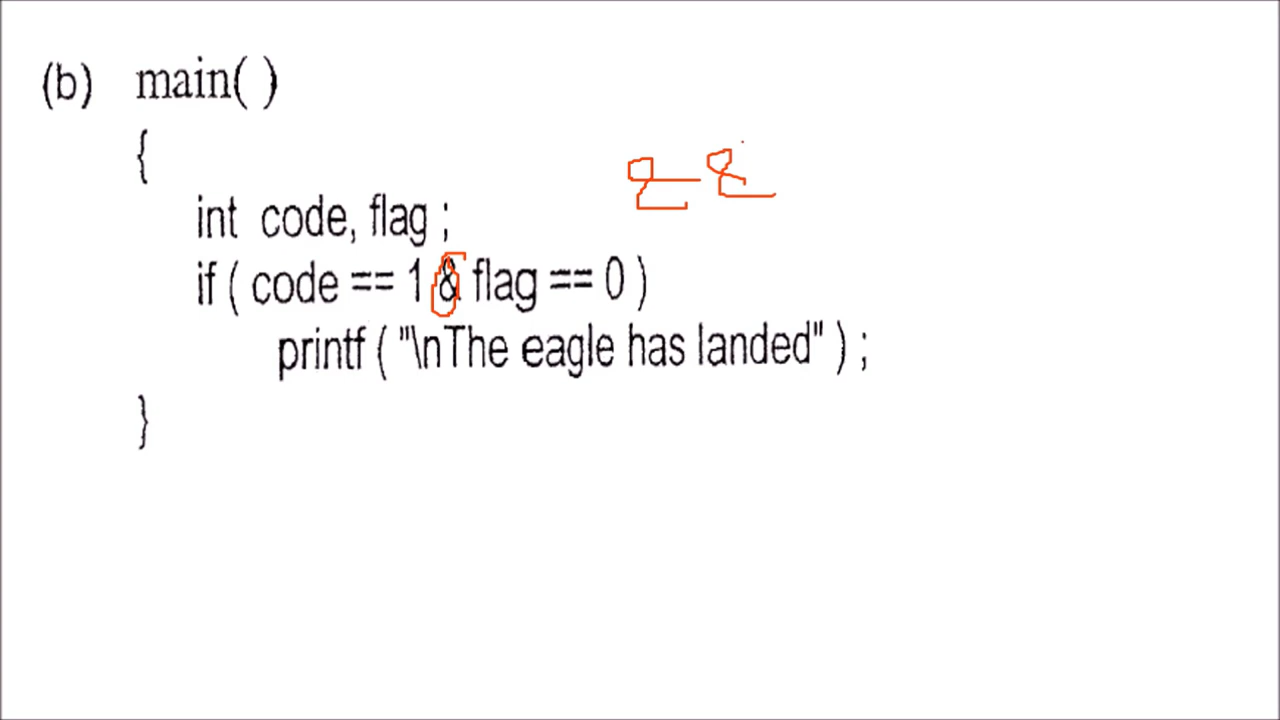 (b) main( )
{
&&
int code, flag ;
if ( code == 1 & flag == 0 )
printf ( "\nThe eagle has landed" ) ;
}